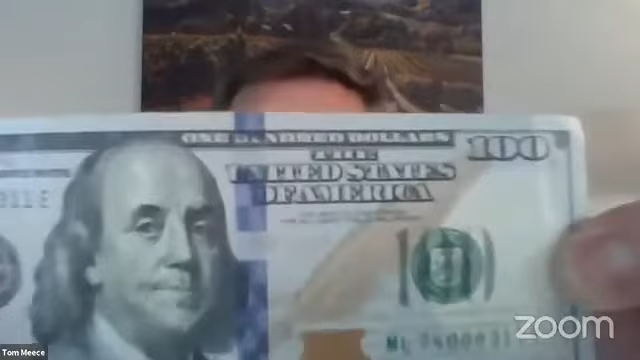 ONE HUNDRED DOLLARS
100
THE
UNITED STATES
OF AMERICA
zoom
Tom Meece